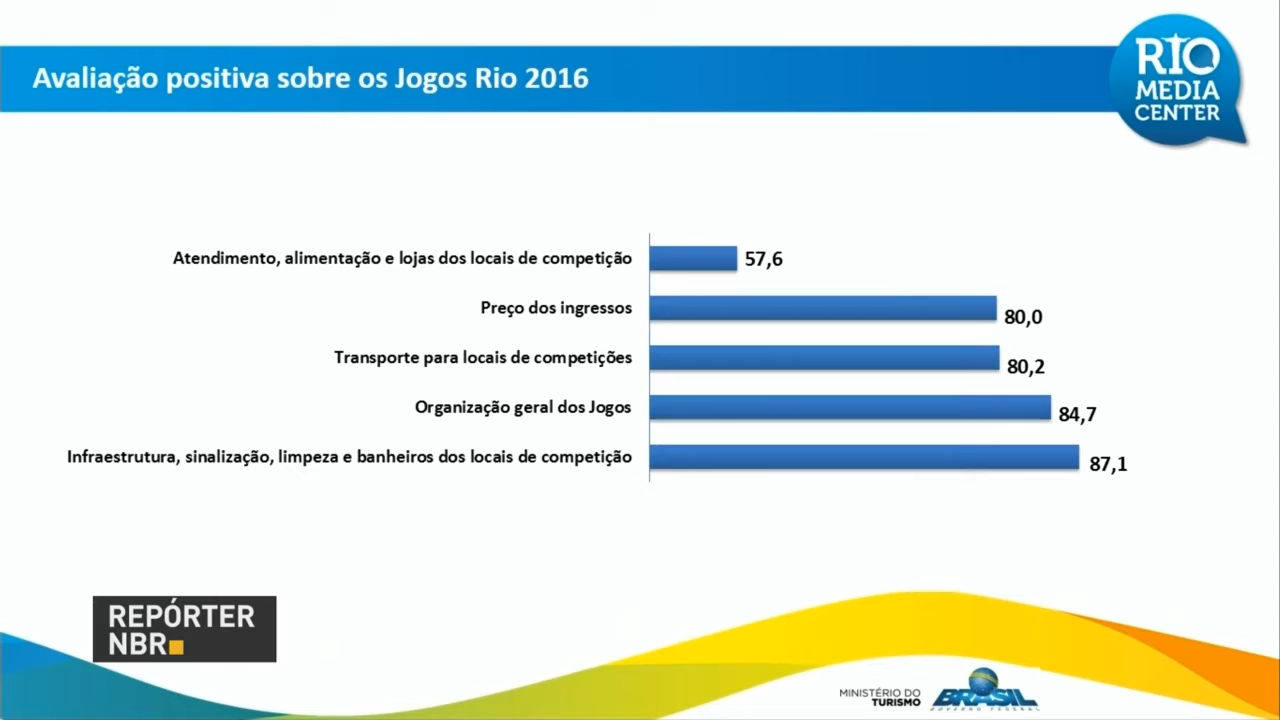 Avaliação positiva sobre os Jogos Rio 2016
RIO
MEDIA
CENTER
Atendimento, alimentação e lojas dos locais de competição 57,6
Preço dos ingressos 80,0
Transporte para locais de competições 80,2
Organização geral dos Jogos 84,7
Infraestrutura, sinalização, limpeza e banheiros dos locais de competição 87,1
REPÓRTER
NBR
MINISTÉRIO DO
TURISMO
BRASIL
GOVERNO FEDERAL